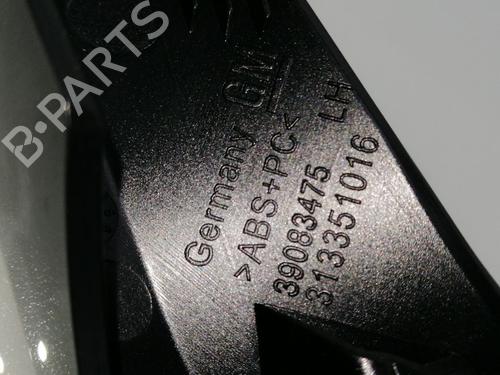 B-PARTS
Germany GM
>ABS+PC<
39083475 LH
313351016